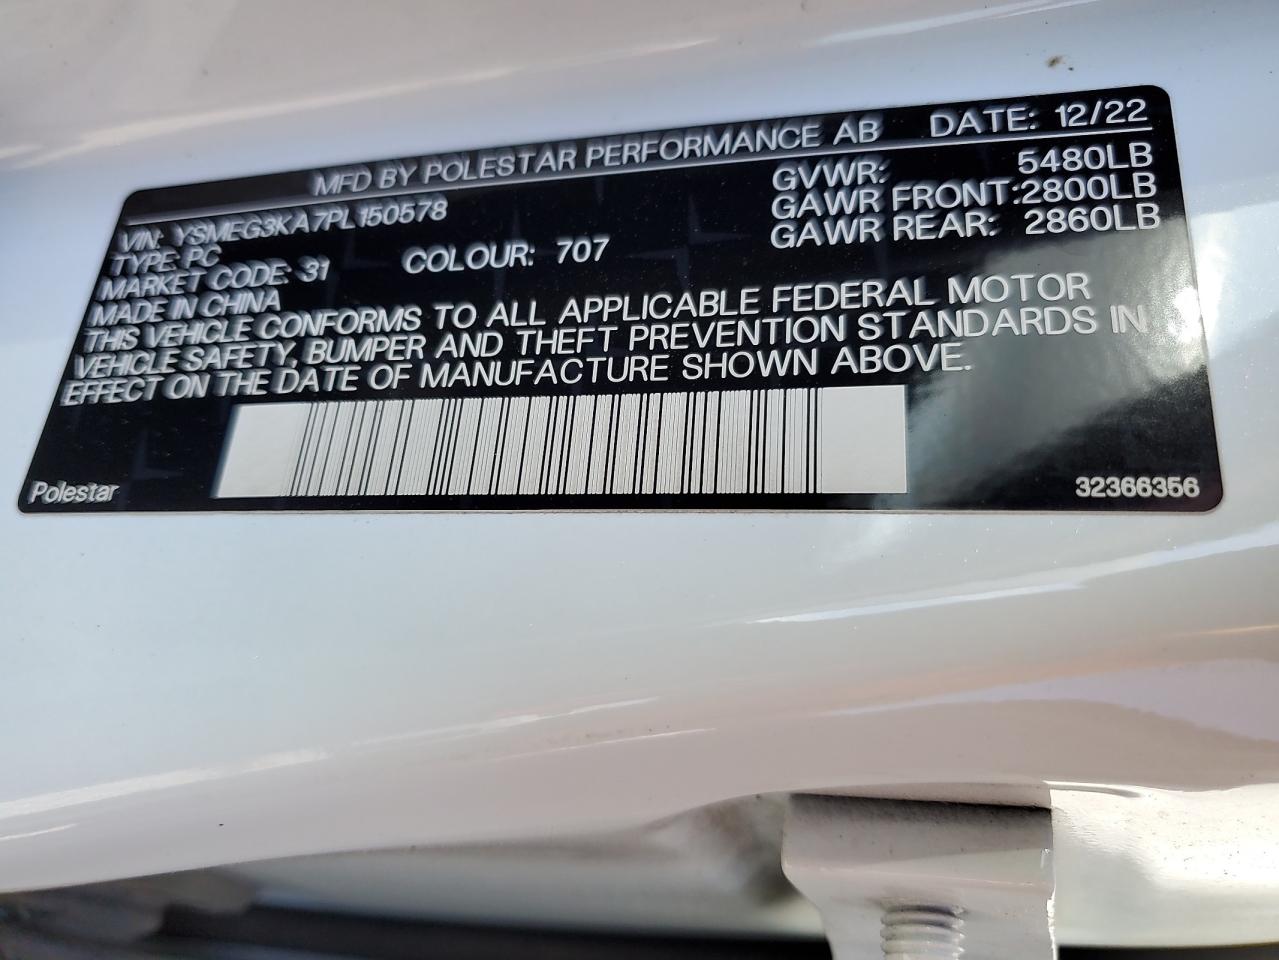 MFD BY POLESTAR PERFORMANCE AB DATE: 12/22
VIN: YSMEG3KA7PL150578 GVWR: 5480LB
TYPE: PC GAWR FRONT: 2800LB
MARKET CODE: 31 COLOUR: 707 GAWR REAR: 2860LB
MADE IN CHINA
THIS VEHICLE CONFORMS TO ALL APPLICABLE FEDERAL MOTOR
VEHICLE SAFETY, BUMPER AND THEFT PREVENTION STANDARDS IN
EFFECT ON THE DATE OF MANUFACTURE SHOWN ABOVE.
Polestar 32366356